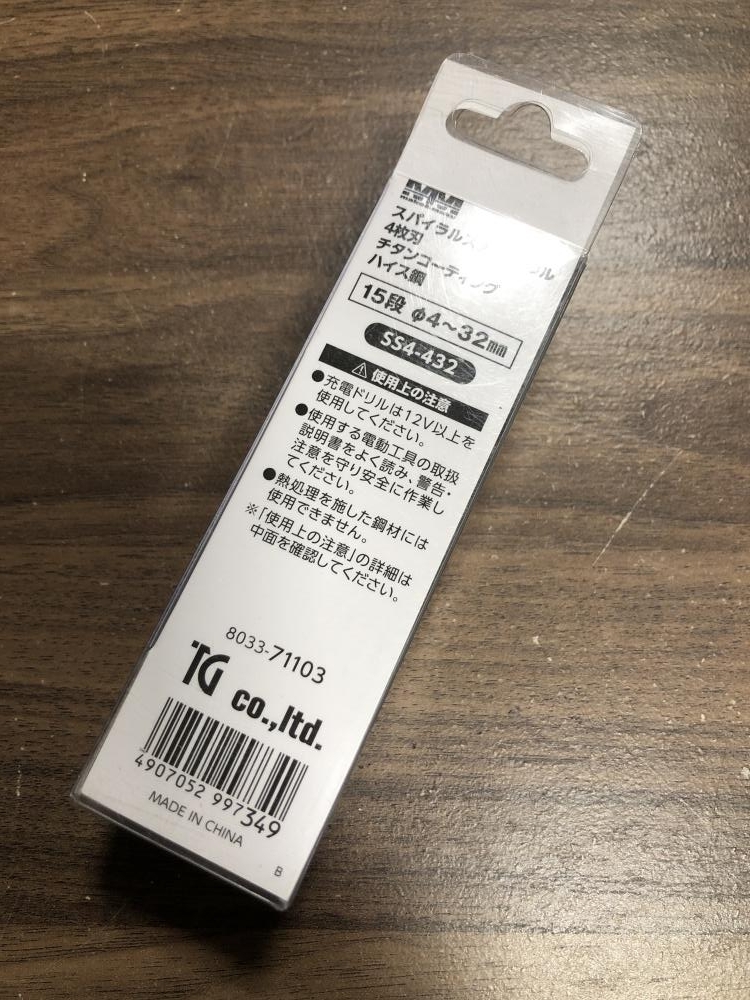 MM
スパイラルス
4枚刃
チタンコーティング
ハイス鋼
15段 φ4~32mm
SS4-432
⚠ 使用上の注意
●充電ドリルは12V以上を
使用してください。
●使用する電動工具の取扱
説明書をよく読み、警告・
注意を守り安全に作業し
てください。
●熱処理を施した鋼材には
使用できません。
※「使用上の注意」の詳細は
中面を確認してください。
8033-71103
TG co.,ltd.
4907052 997349
MADE IN CHINA
B